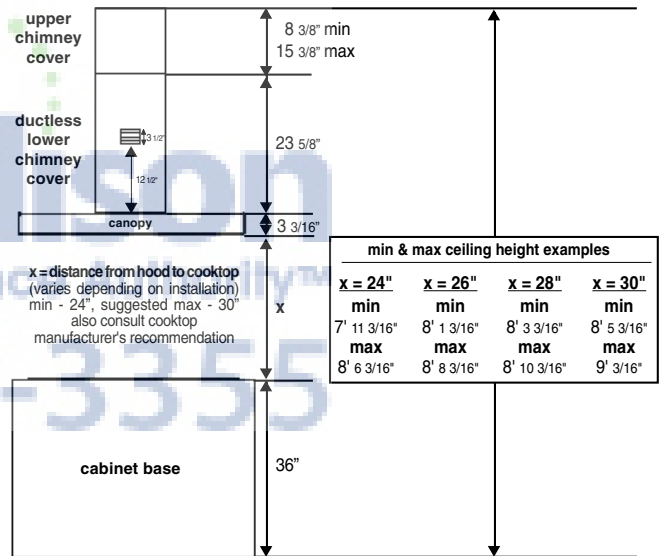 upper
chimney
cover
8 3/8" min
15 3/8" max
ductless
lower
chimney
cover
3 1/2"
12 1/2"
23 5/8”
canopy
3 3/16"
x = distance from hood to cooktop
(varies depending on installation)
min - 24”, suggested max - 30”
also consult cooktop
manufacturer's recommendation
x
min & max ceiling height examples
x = 24" x = 26" x = 28" x = 30"
min min min min
7' 11 3/16" 8' 1 3/16" 8' 3 3/16" 8' 5 3/16"
max max max max
8' 6 3/16" 8' 8 3/16" 8' 10 3/16" 9' 3/16"
cabinet base
36”
lison
ce Authority™
-3355